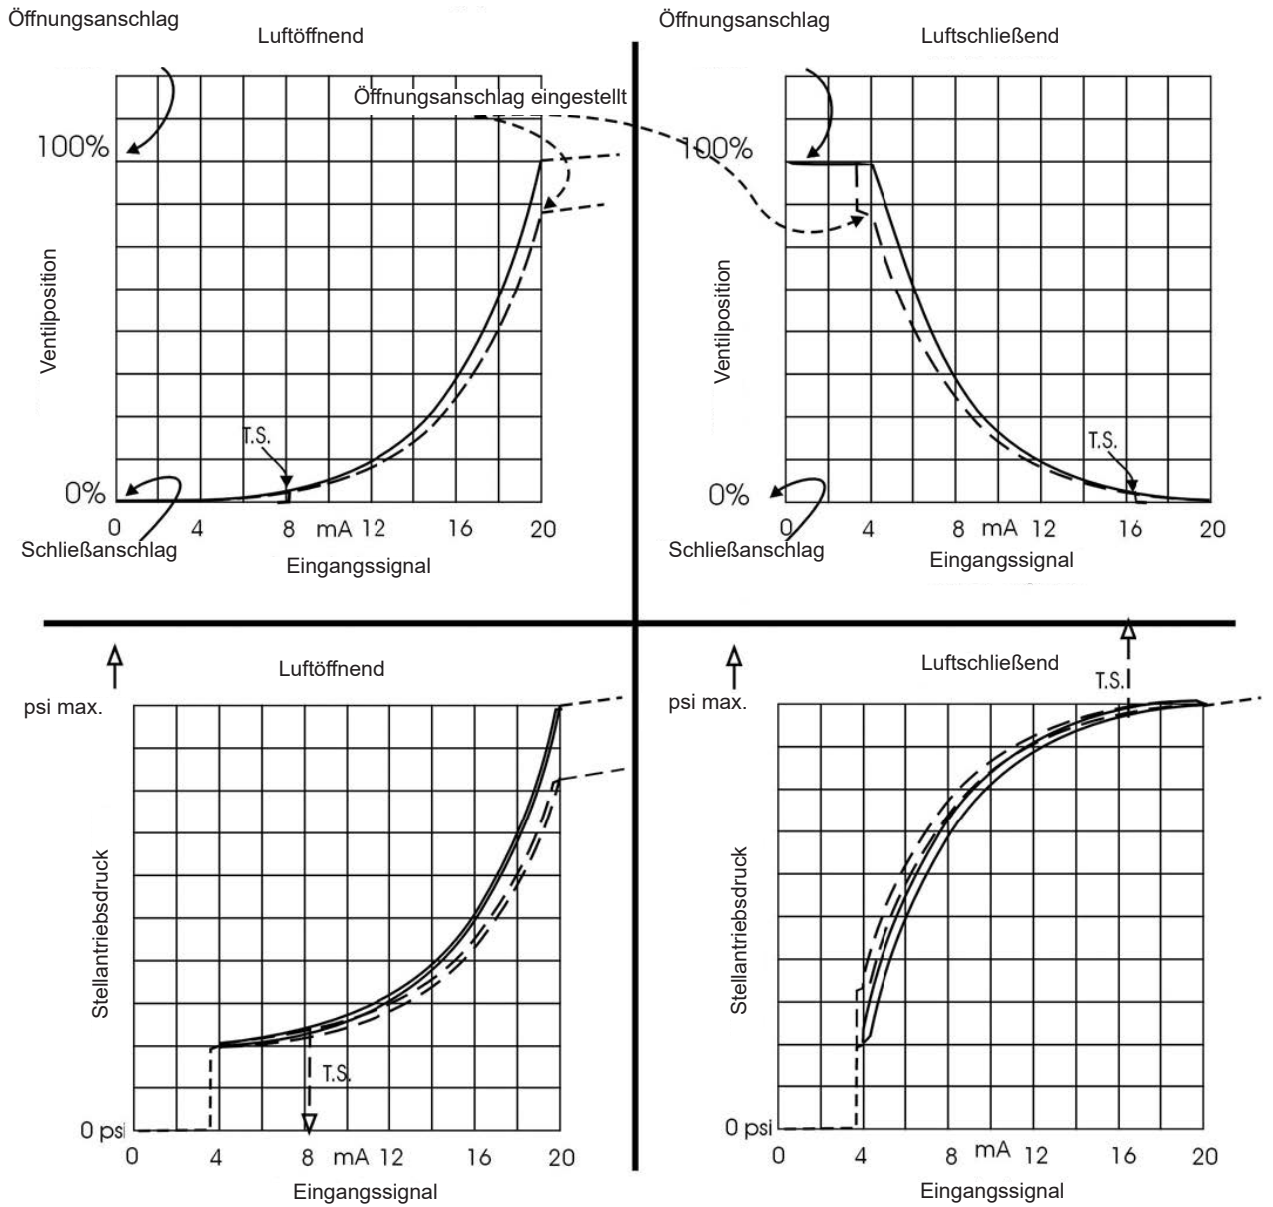 Öffnungsanschlag
Luftöffnend
Öffnungsanschlag eingestellt
100%
Ventilposition
T.S.
0%
0 4 8 mA 12 16 20
Schließanschlag
Eingangssignal
Öffnungsanschlag
Luftschließend
100%
Ventilposition
T.S.
0%
0 4 8 mA 12 16 20
Schließanschlag
Eingangssignal
Luftöffnend
psi max.
Stellantriebsdruck
T.S.
0 psi
0 4 8 mA 12 16 20
Eingangssignal
Luftschließend
T.S.
psi max.
Stellantriebsdruck
0 psi
0 4 8 mA 12 16 20
Eingangssignal